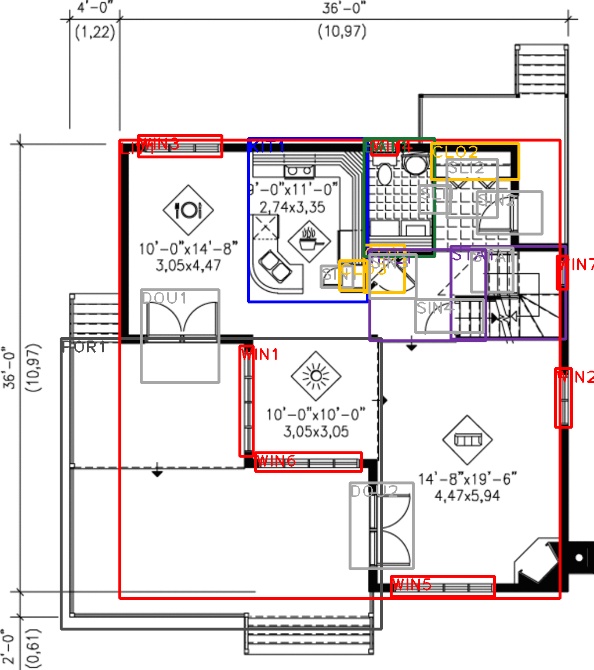 4'-0"
36'-0"
(1,22)
(10,97)
WIN3
KIT1
CLO2
SLI2
9'-0"x11'-0"
2,74x3,35
10'-0"x14'-8"
3,05x4,47
WIN7
DOU1
SIN4
POR1
36'-0"
(10,97)
WIN1
WIN2
10'-0"x10'-0"
3,05x3,05
WIN6
14'-8"x19'-6"
4,47x5,94
DOU2
WIN5
2'-0"
(0,61)